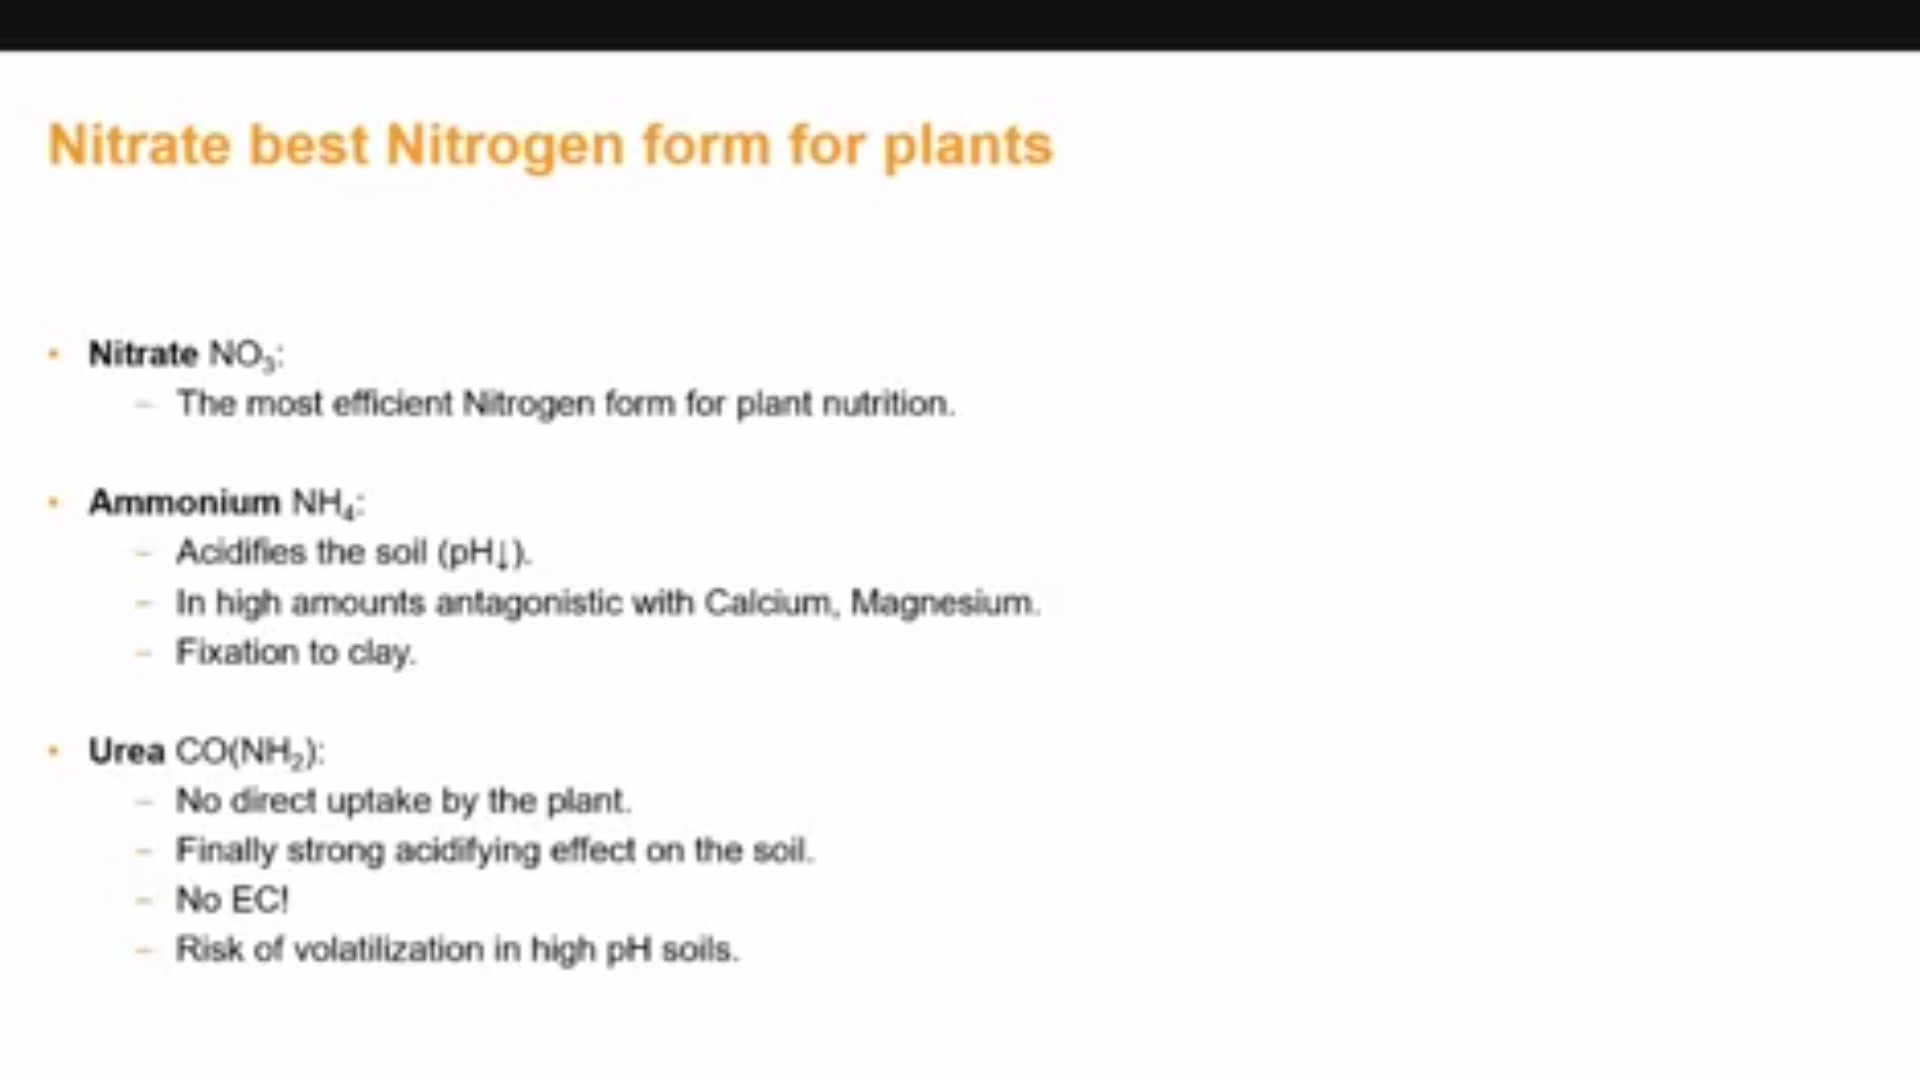 Nitrate best Nitrogen form for plants
• Nitrate NO₃:
– The most efficient Nitrogen form for plant nutrition.
• Ammonium NH₄:
– Acidifies the soil (pH↓).
– In high amounts antagonistic with Calcium, Magnesium.
– Fixation to clay.
• Urea CO(NH₂):
– No direct uptake by the plant.
– Finally strong acidifying effect on the soil.
– No EC!
– Risk of volatilization in high pH soils.